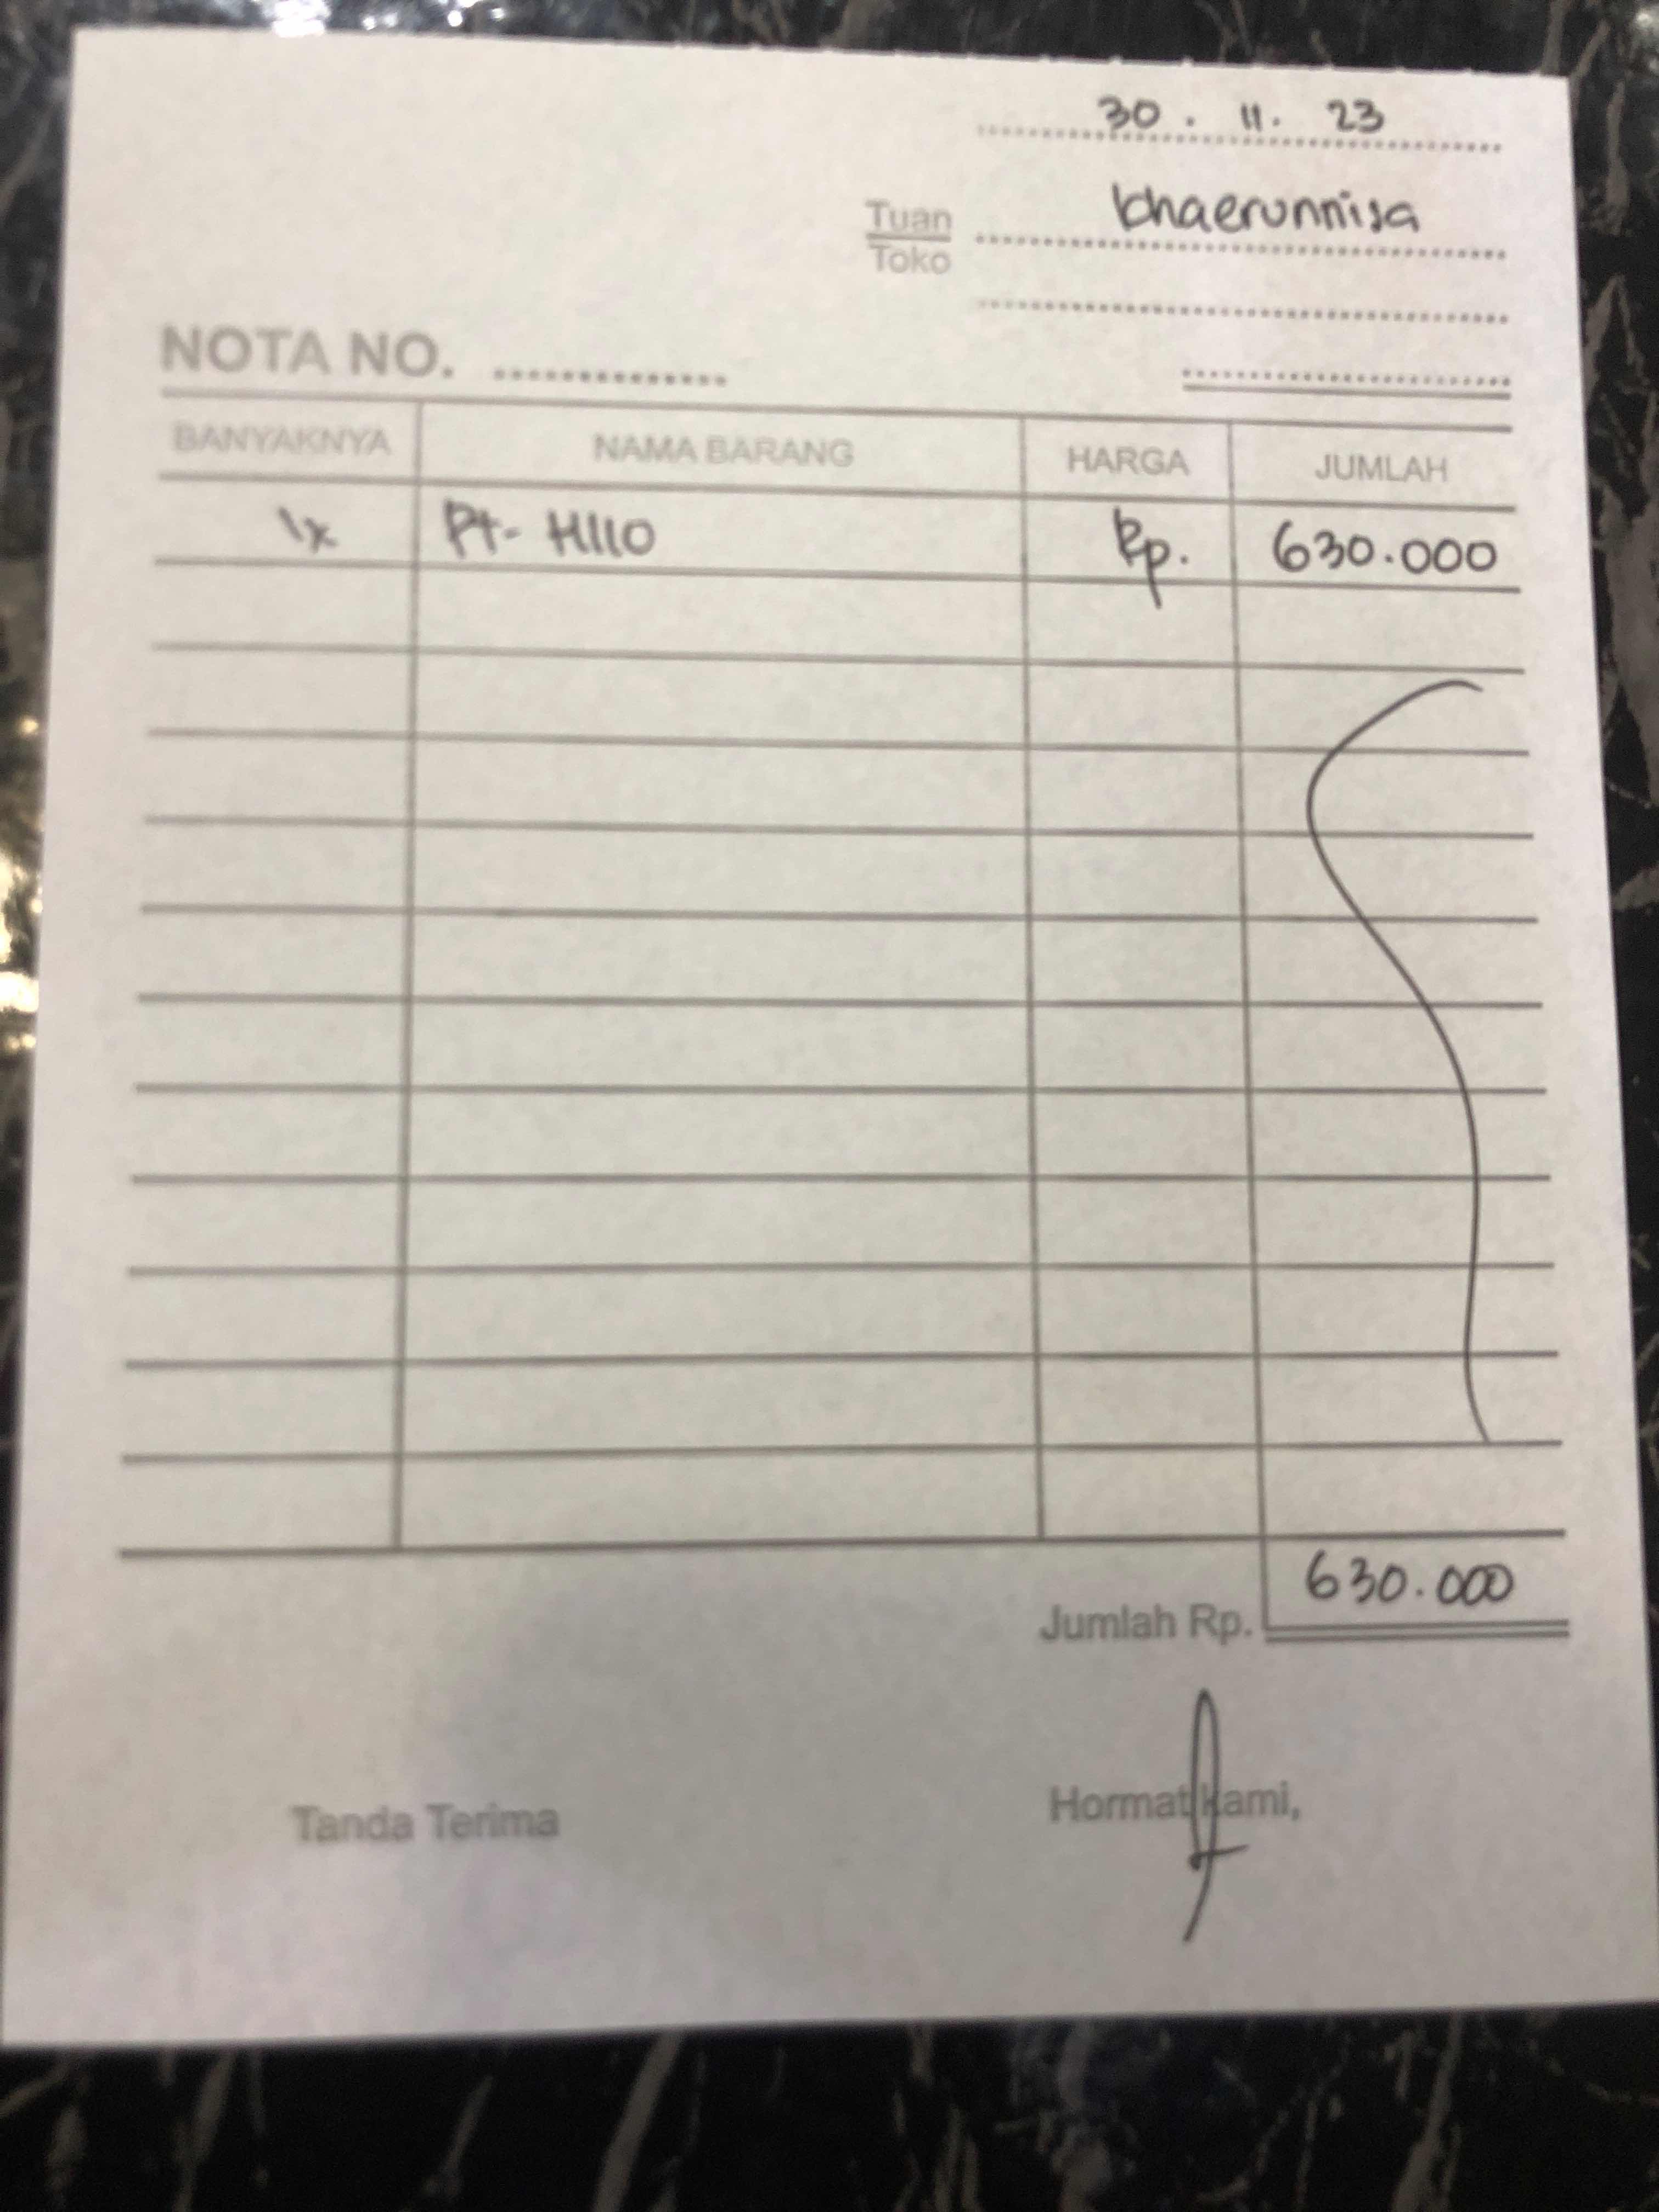 30 . 11. 23
Tuan
Toko
khaerunnisa
NOTA NO. ...............
BANYAKNYA NAMA BARANG HARGA JUMLAH
1x Pt- H110 Rp. 630.000
Jumlah Rp. 630.000
Tanda Terima Hormat kami,